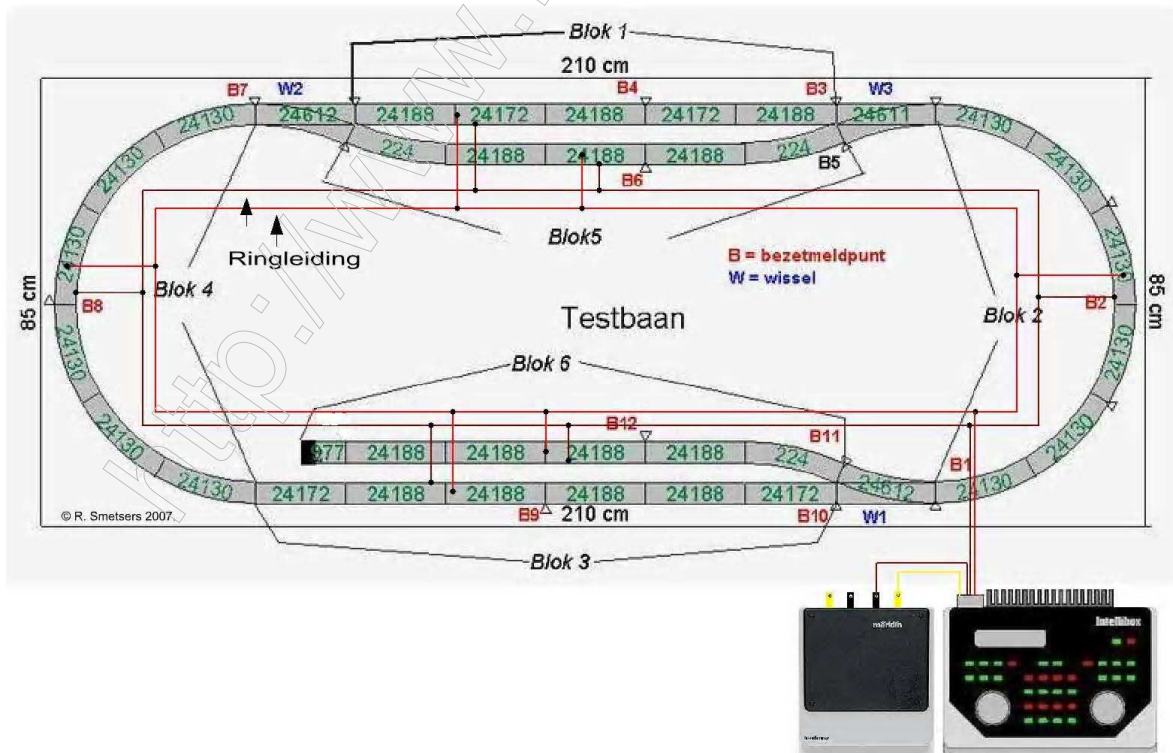 Blok 1
210 cm
B7 W2 B4 B3 W3
24130 24612 24188 24172 24188 24172 24188 24611 24130
24130 224 24188 24188 24188 224 B5 24130
B6
Blok5
Ringleiding
B = bezetmeldpunt
W = wissel
24130 24130
Blok 4 B8 B2 Blok 2
85 cm 85 cm
Testbaan
24130 24130
Blok 6
B12 B11
24130 977 24188 24188 24188 24188 224 24130
B1
24130 24172 24188 24188 24188 24188 24172 24612 24130
© R. Smetsers 2007.
B9 210 cm B10 W1
Blok 3
märklin
Intellibox
http://www.